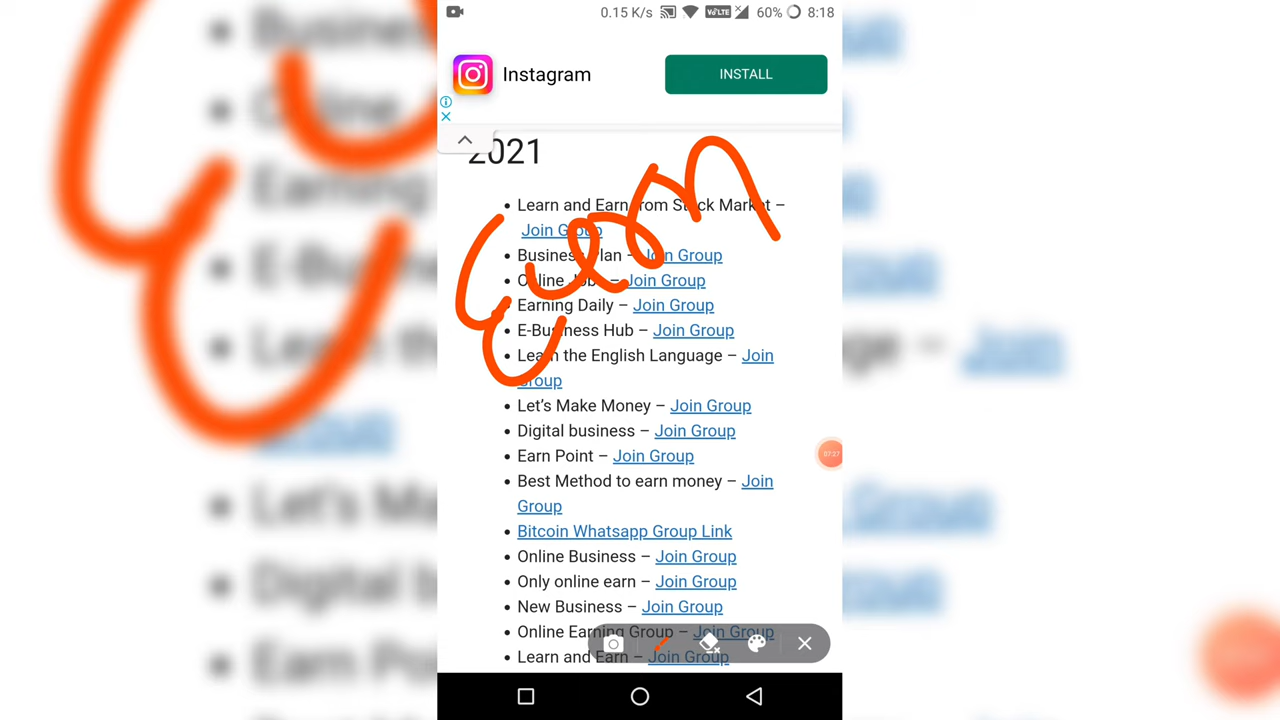 0.15 K/s VoLTE 60% 8:18
Instagram INSTALL
2021
Learn and Earn from Stock Market –
Join Group
Business Plan – Join Group
Online Jobs – Join Group
Earning Daily – Join Group
E-Business Hub – Join Group
Learn the English Language – Join
Group
Let's Make Money – Join Group
Digital business – Join Group
Earn Point – Join Group
Best Method to earn money – Join
Group
Bitcoin Whatsapp Group Link
Online Business – Join Group
Only online earn – Join Group
New Business – Join Group
Online Earning Group – Join Group
Learn and Earn – Join Group
Earn
07:37